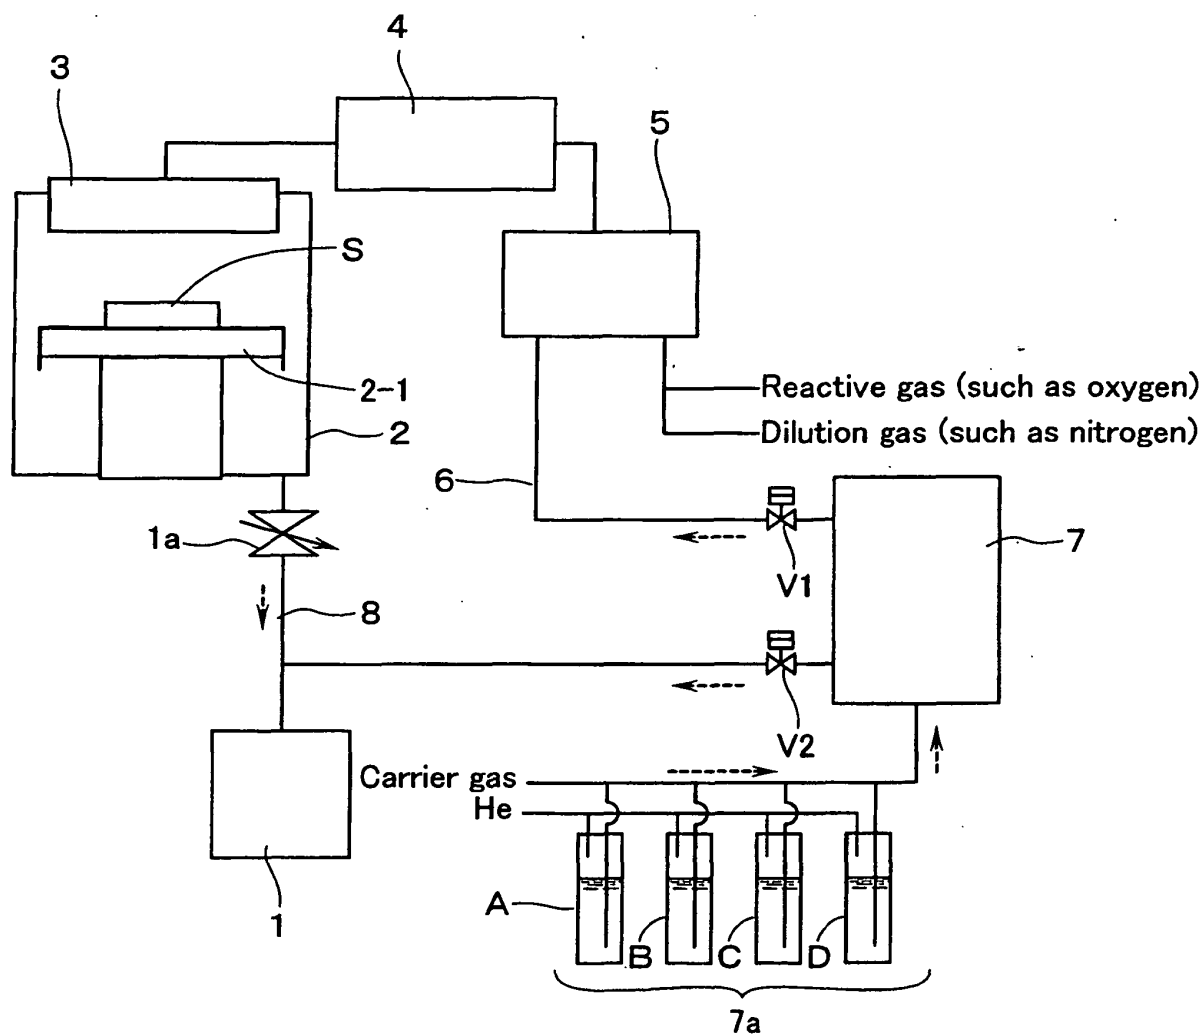 4
3
5
S
Reactive gas (such as oxygen)
2-1
Dilution gas (such as nitrogen)
2
6
1a
7
V1
8
V2
Carrier gas
He
1
A
B
C
D
7a